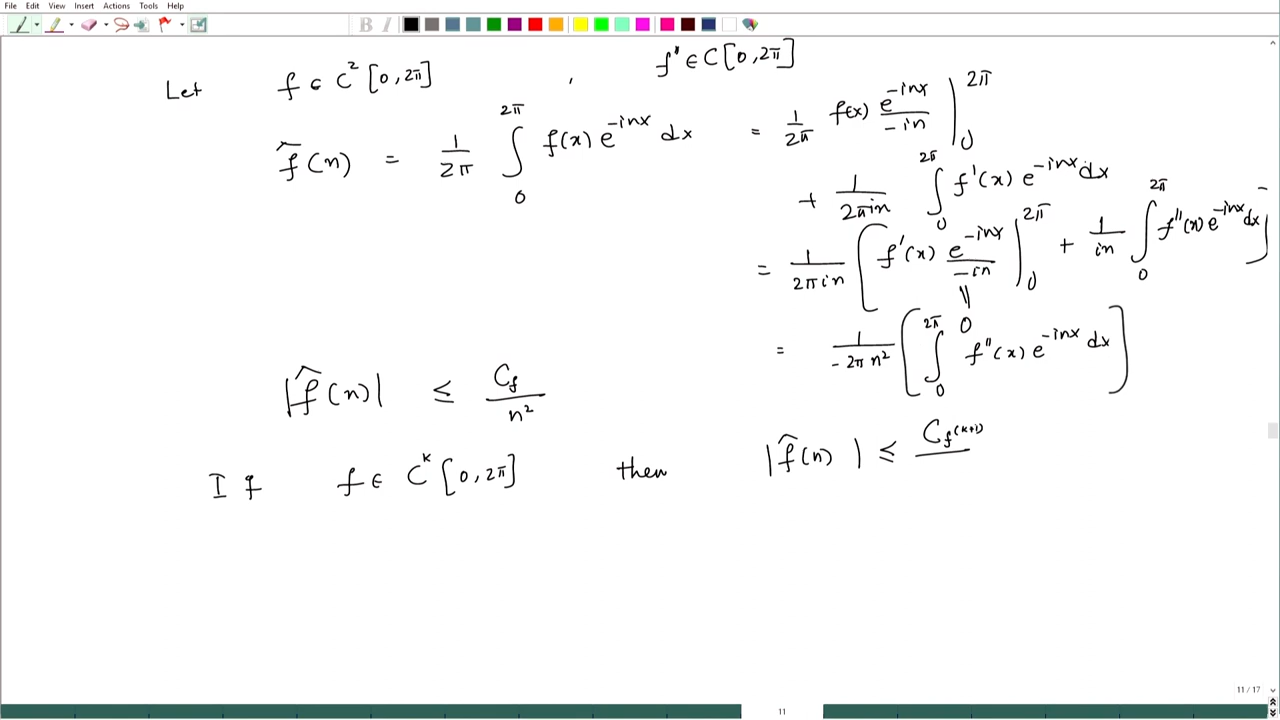 File Edit View Insert Actions Tools Help
B I
Let f ∈ C² [0, 2π] , f'' ∈ C[0, 2π]
f̂(n) = 1/2π ∫₀^{2π} f(x) e^{-inx} dx = 1/2π f(x) e^{-inx}/-in |₀^{2π}
+ 1/2πin ∫₀^{2π} f'(x) e^{-inx} dx
= 1/2πin [ f'(x) e^{-inx}/-in |₀^{2π} + 1/in ∫₀^{2π} f''(x) e^{-inx} dx ]
|| 0
= 1/-2πn² [ ∫₀^{2π} f''(x) e^{-inx} dx ]
|f̂(n)| ≤ C_f/n²
If f ∈ C^k [0, 2π] then |f̂(n)| ≤ C_{f^{(k+1)}}/
11 / 17
11